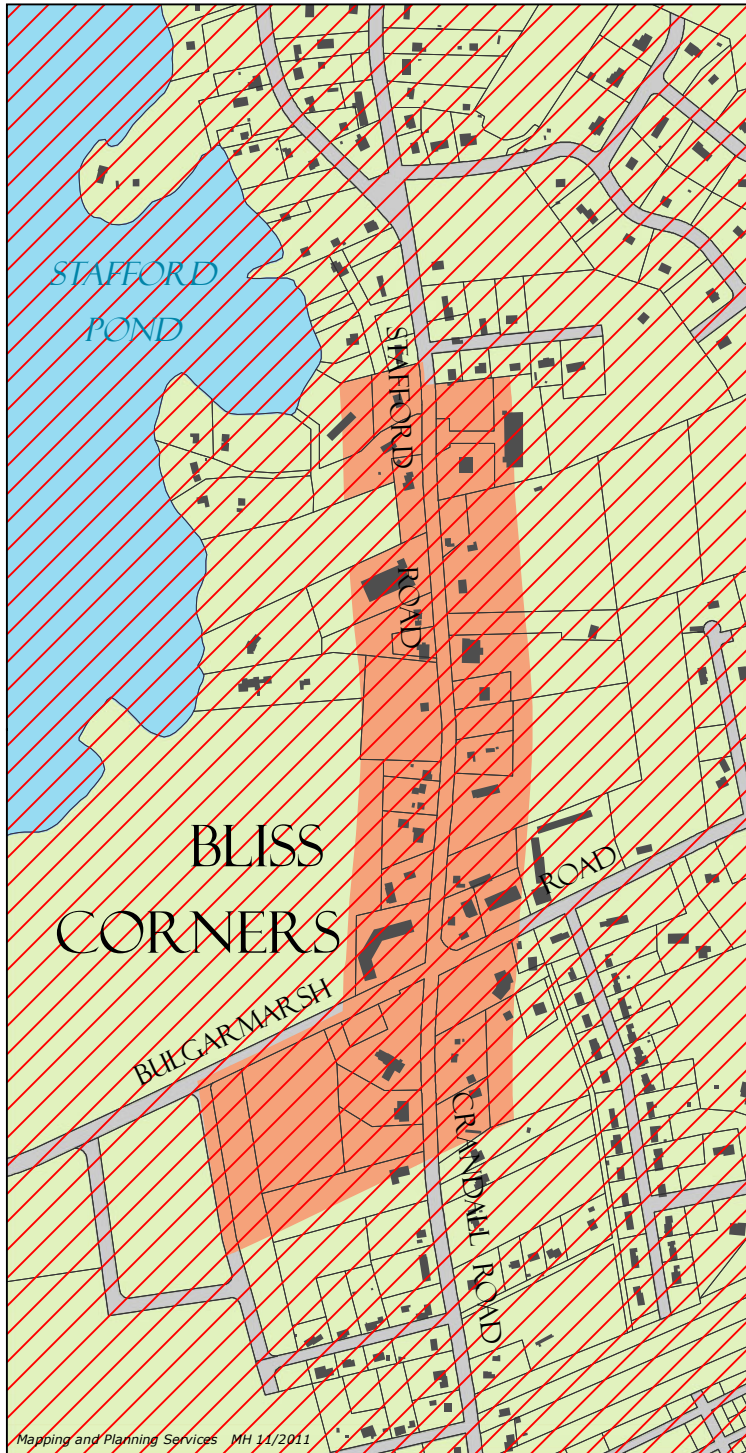 STAFFORD
POND
STAFFORD
ROAD
BLISS
CORNERS
ROAD
BULGARMARSH
CRANDALL ROAD
Mapping and Planning Services MH 11/2011